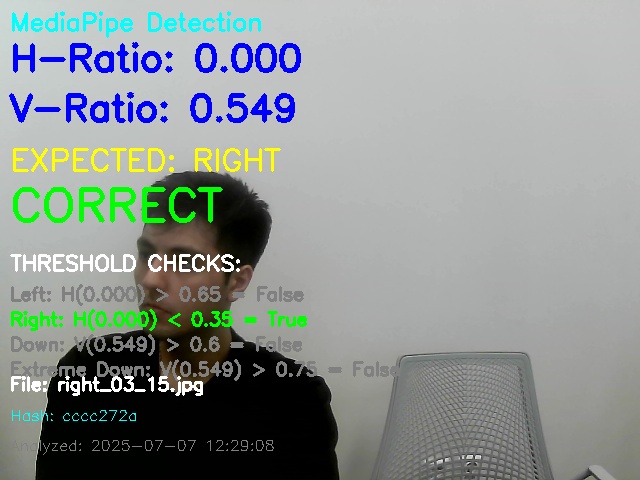 MediaPipe Detection
H-Ratio: 0.000
V-Ratio: 0.549
EXPECTED: RIGHT
CORRECT
THRESHOLD CHECKS:
Left: H(0.000) > 0.65 = False
Right: H(0.000) < 0.35 = True
Down: V(0.549) > 0.6 = False
Extreme Down: V(0.549) > 0.75 = False
File: right_03_15.jpg
Hash: cccc272a
Analyzed: 2025-07-07 12:29:08